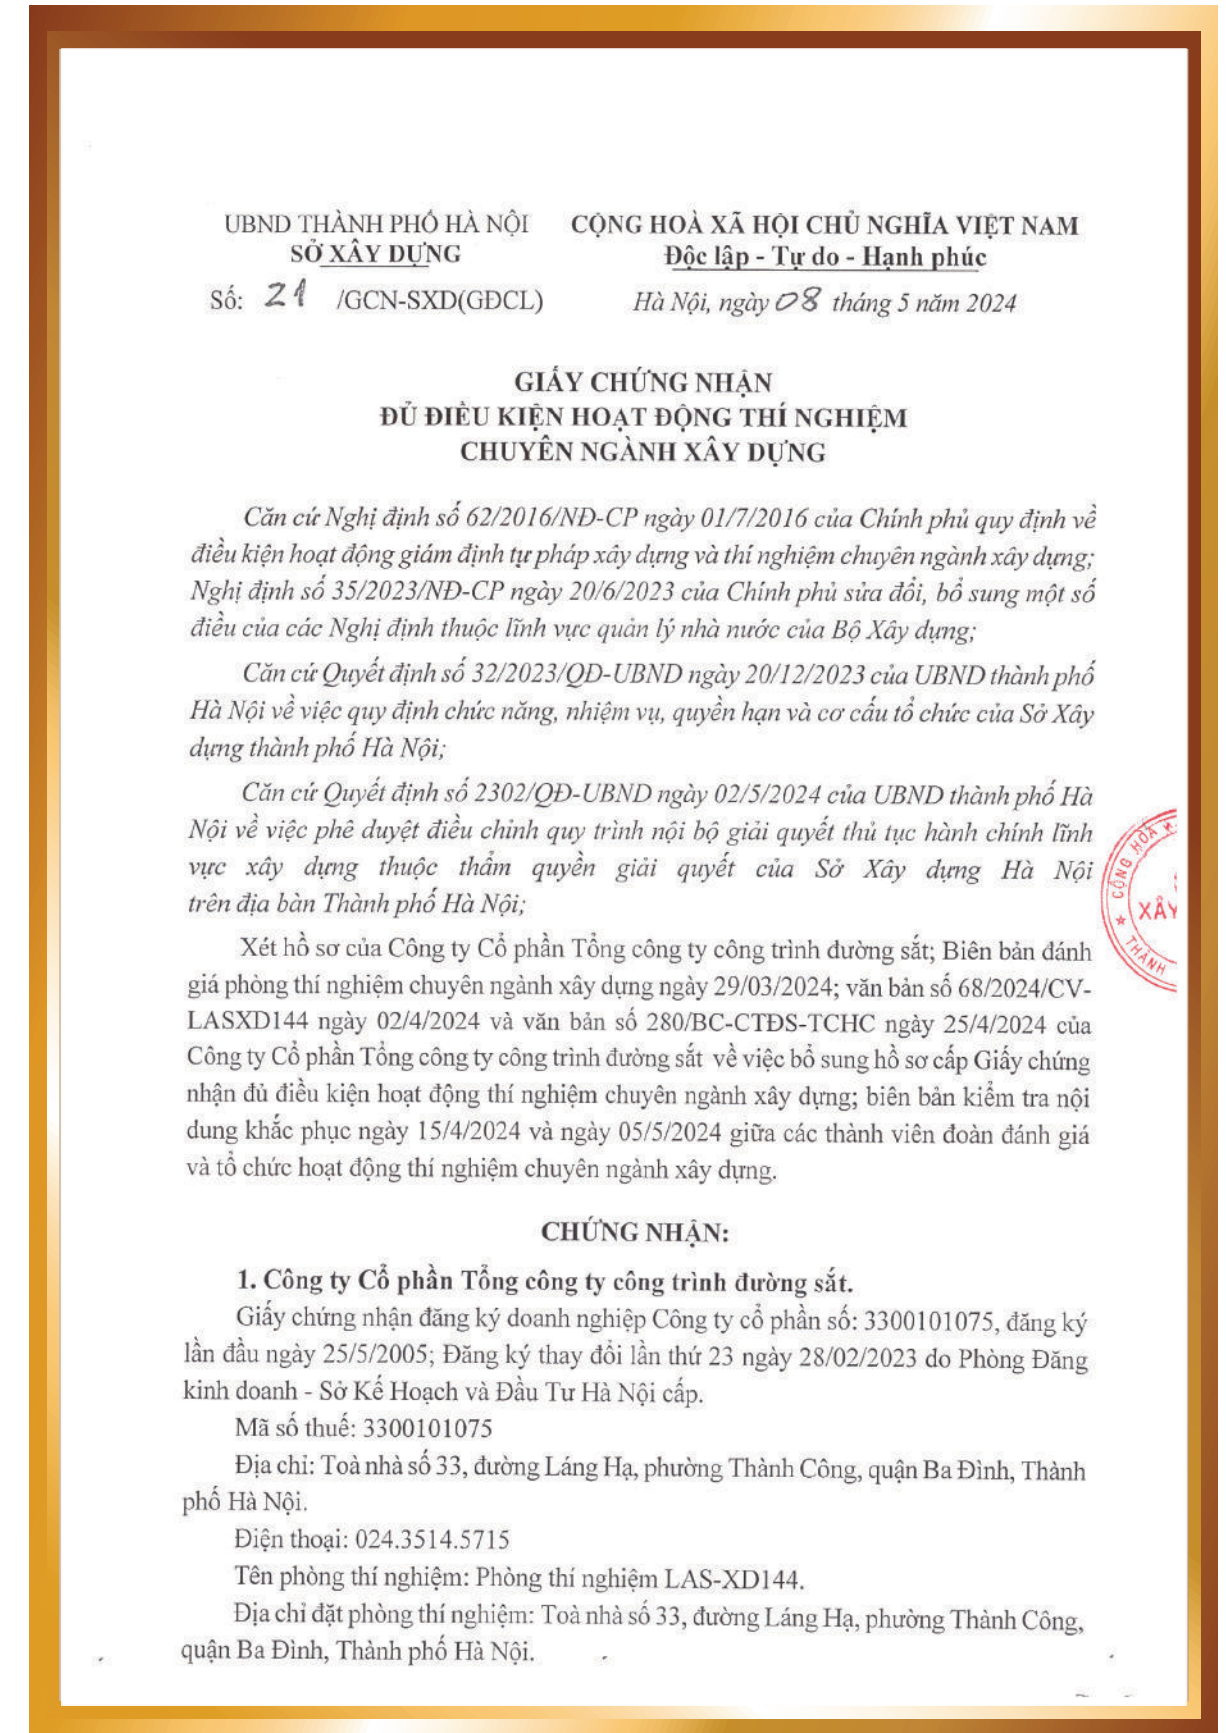 UBND THÀNH PHỐ HÀ NỘI
SỞ XÂY DỰNG
Số: 21 /GCN-SXD(GĐCL)
CỘNG HOÀ XÃ HỘI CHỦ NGHĨA VIỆT NAM
Độc lập - Tự do - Hạnh phúc
Hà Nội, ngày 08 tháng 5 năm 2024
GIẤY CHỨNG NHẬN
ĐỦ ĐIỀU KIỆN HOẠT ĐỘNG THÍ NGHIỆM
CHUYÊN NGÀNH XÂY DỰNG
Căn cứ Nghị định số 62/2016/NĐ-CP ngày 01/7/2016 của Chính phủ quy định về
điều kiện hoạt động giám định tư pháp xây dựng và thí nghiệm chuyên ngành xây dựng;
Nghị định số 35/2023/NĐ-CP ngày 20/6/2023 của Chính phủ sửa đổi, bổ sung một số
điều của các Nghị định thuộc lĩnh vực quản lý nhà nước của Bộ Xây dựng;
Căn cứ Quyết định số 32/2023/QĐ-UBND ngày 20/12/2023 của UBND thành phố
Hà Nội về việc quy định chức năng, nhiệm vụ, quyền hạn và cơ cấu tổ chức của Sở Xây
dựng thành phố Hà Nội;
Căn cứ Quyết định số 2302/QĐ-UBND ngày 02/5/2024 của UBND thành phố Hà
Nội về việc phê duyệt điều chỉnh quy trình nội bộ giải quyết thủ tục hành chính lĩnh
vực xây dựng thuộc thẩm quyền giải quyết của Sở Xây dựng Hà Nội
trên địa bàn Thành phố Hà Nội;
CỘNG HOÀ X
XÂY
THÀNH
Xét hồ sơ của Công ty Cổ phần Tổng công ty công trình đường sắt; Biên bản đánh
giá phòng thí nghiệm chuyên ngành xây dựng ngày 29/03/2024; văn bản số 68/2024/CV-
LASXD144 ngày 02/4/2024 và văn bản số 280/BC-CTĐS-TCHC ngày 25/4/2024 của
Công ty Cổ phần Tổng công ty công trình đường sắt về việc bổ sung hồ sơ cấp Giấy chứng
nhận đủ điều kiện hoạt động thí nghiệm chuyên ngành xây dựng; biên bản kiểm tra nội
dung khắc phục ngày 15/4/2024 và ngày 05/5/2024 giữa các thành viên đoàn đánh giá
và tổ chức hoạt động thí nghiệm chuyên ngành xây dựng.
CHỨNG NHẬN:
1. Công ty Cổ phần Tổng công ty công trình đường sắt.
Giấy chứng nhận đăng ký doanh nghiệp Công ty cổ phần số: 3300101075, đăng ký
lần đầu ngày 25/5/2005; Đăng ký thay đổi lần thứ 23 ngày 28/02/2023 do Phòng Đăng
kinh doanh - Sở Kế Hoạch và Đầu Tư Hà Nội cấp.
Mã số thuế: 3300101075
Địa chỉ: Toà nhà số 33, đường Láng Hạ, phường Thành Công, quận Ba Đình, Thành
phố Hà Nội.
Điện thoại: 024.3514.5715
Tên phòng thí nghiệm: Phòng thí nghiệm LAS-XD144.
Địa chỉ đặt phòng thí nghiệm: Toà nhà số 33, đường Láng Hạ, phường Thành Công,
quận Ba Đình, Thành phố Hà Nội.